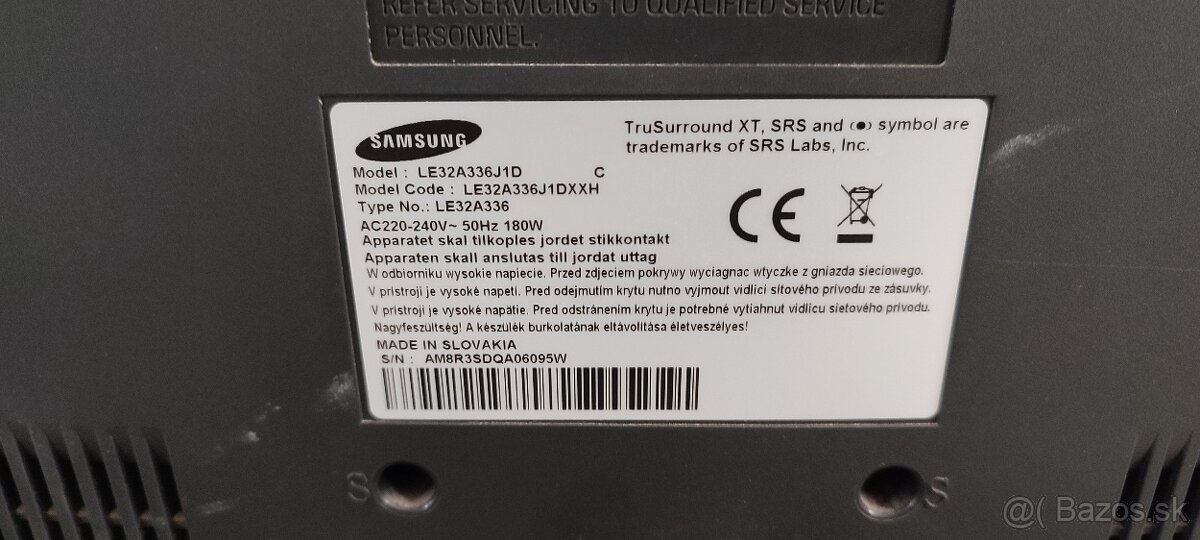 REFER SERVICING TO QUALIFIED SERVICE
PERSONNEL.
SAMSUNG
TruSurround XT, SRS and (●) symbol are
trademarks of SRS Labs, Inc.
Model : LE32A336J1D C
Model Code : LE32A336J1DXXH
Type No.: LE32A336
AC220-240V~ 50Hz 180W
Apparatet skal tilkoples jordet stikkontakt
Apparaten skall anslutas till jordat uttag
W odbiorniku wysokie napiecie. Przed zdjeciem pokrywy wyciagnac wtyczke z gniazda sieciowego.
V pristroji je vysoké napeti. Pred odejmutím krytu nutno vyjmout vidlici sítového prívodu ze zásuvky.
V pristroji je vysoké napätie. Pred odstránením krytu je potrebné vytiahnut vidlicu sietového prívodu.
Nagyfeszültség! A készülék burkolatának eltávolítása életveszélyes!
MADE IN SLOVAKIA
S/N : AM8R3SDQA06095W
CE
S
S
@( Bazos.sk